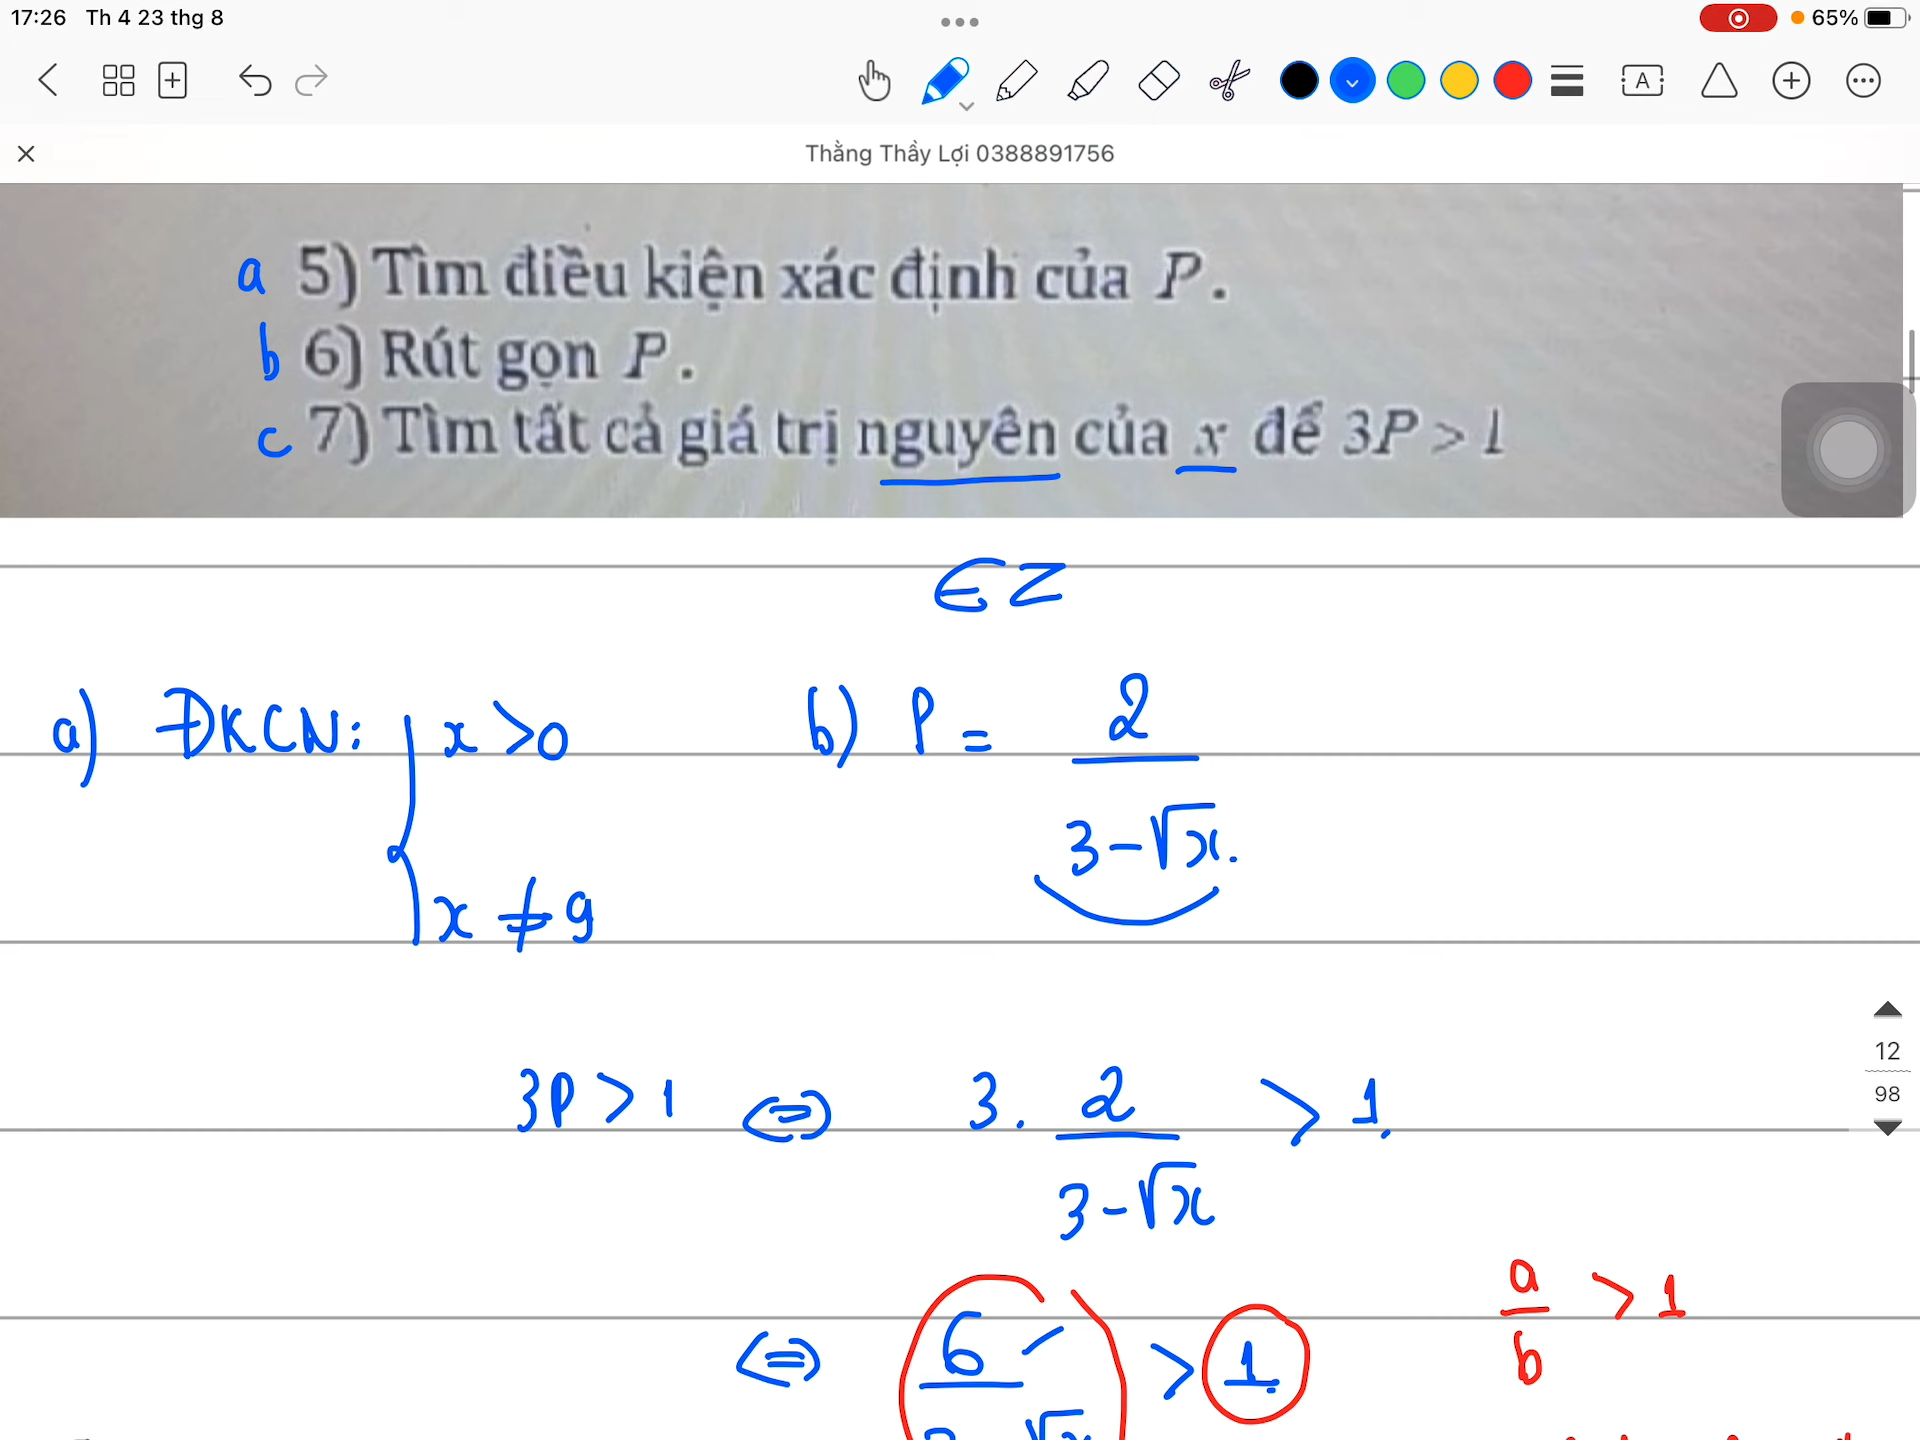 17:26 Th 4 23 thg 8
65%
A
Thằng Thầy Lợi 0388891756
a 5) Tìm điều kiện xác định của P.
b 6) Rút gọn P.
c 7) Tìm tất cả giá trị nguyên của x để 3P > 1
∈ Z
a) ĐKCN: { x > 0
x ≠ 9
b) P = 2
3 - √x.
12
98
3P > 1 <=> 3. 2 > 1.
3 - √x
a > 1
b
<=> 6 > 1.
√x